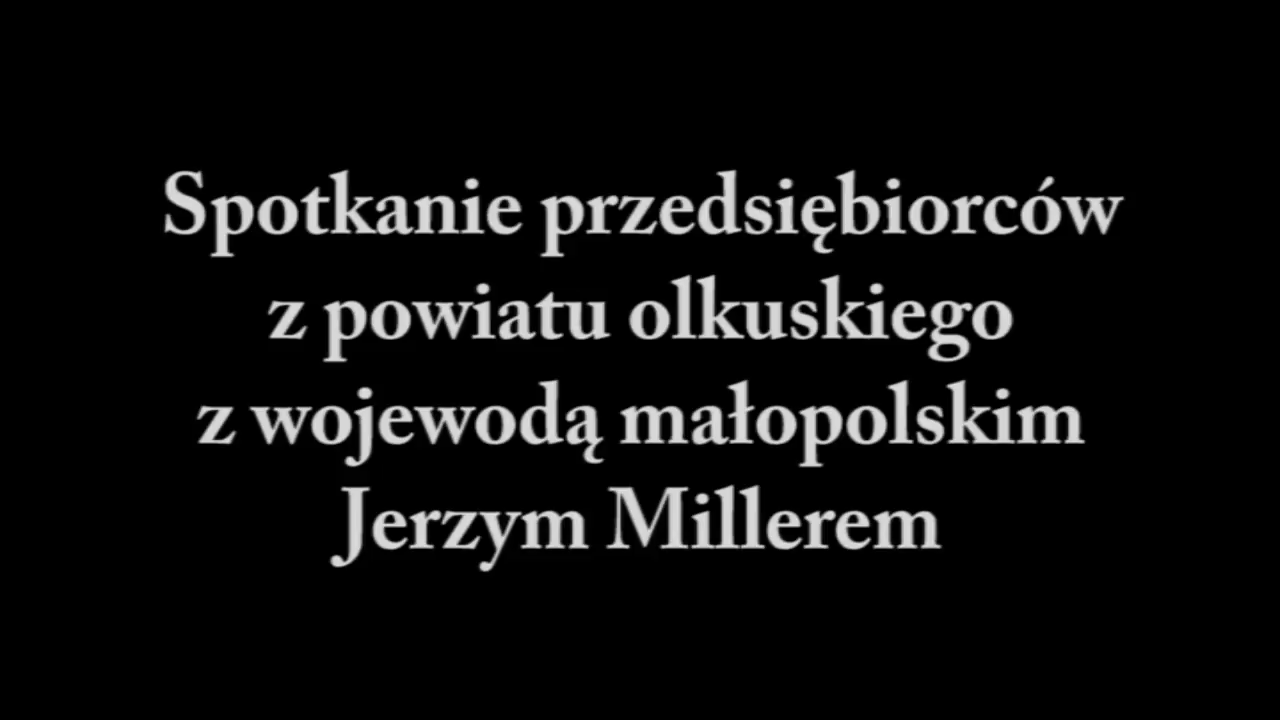 Spotkanie przedsiębiorców
z powiatu olkuskiego
z wojewodą małopolskim
Jerzym Millerem